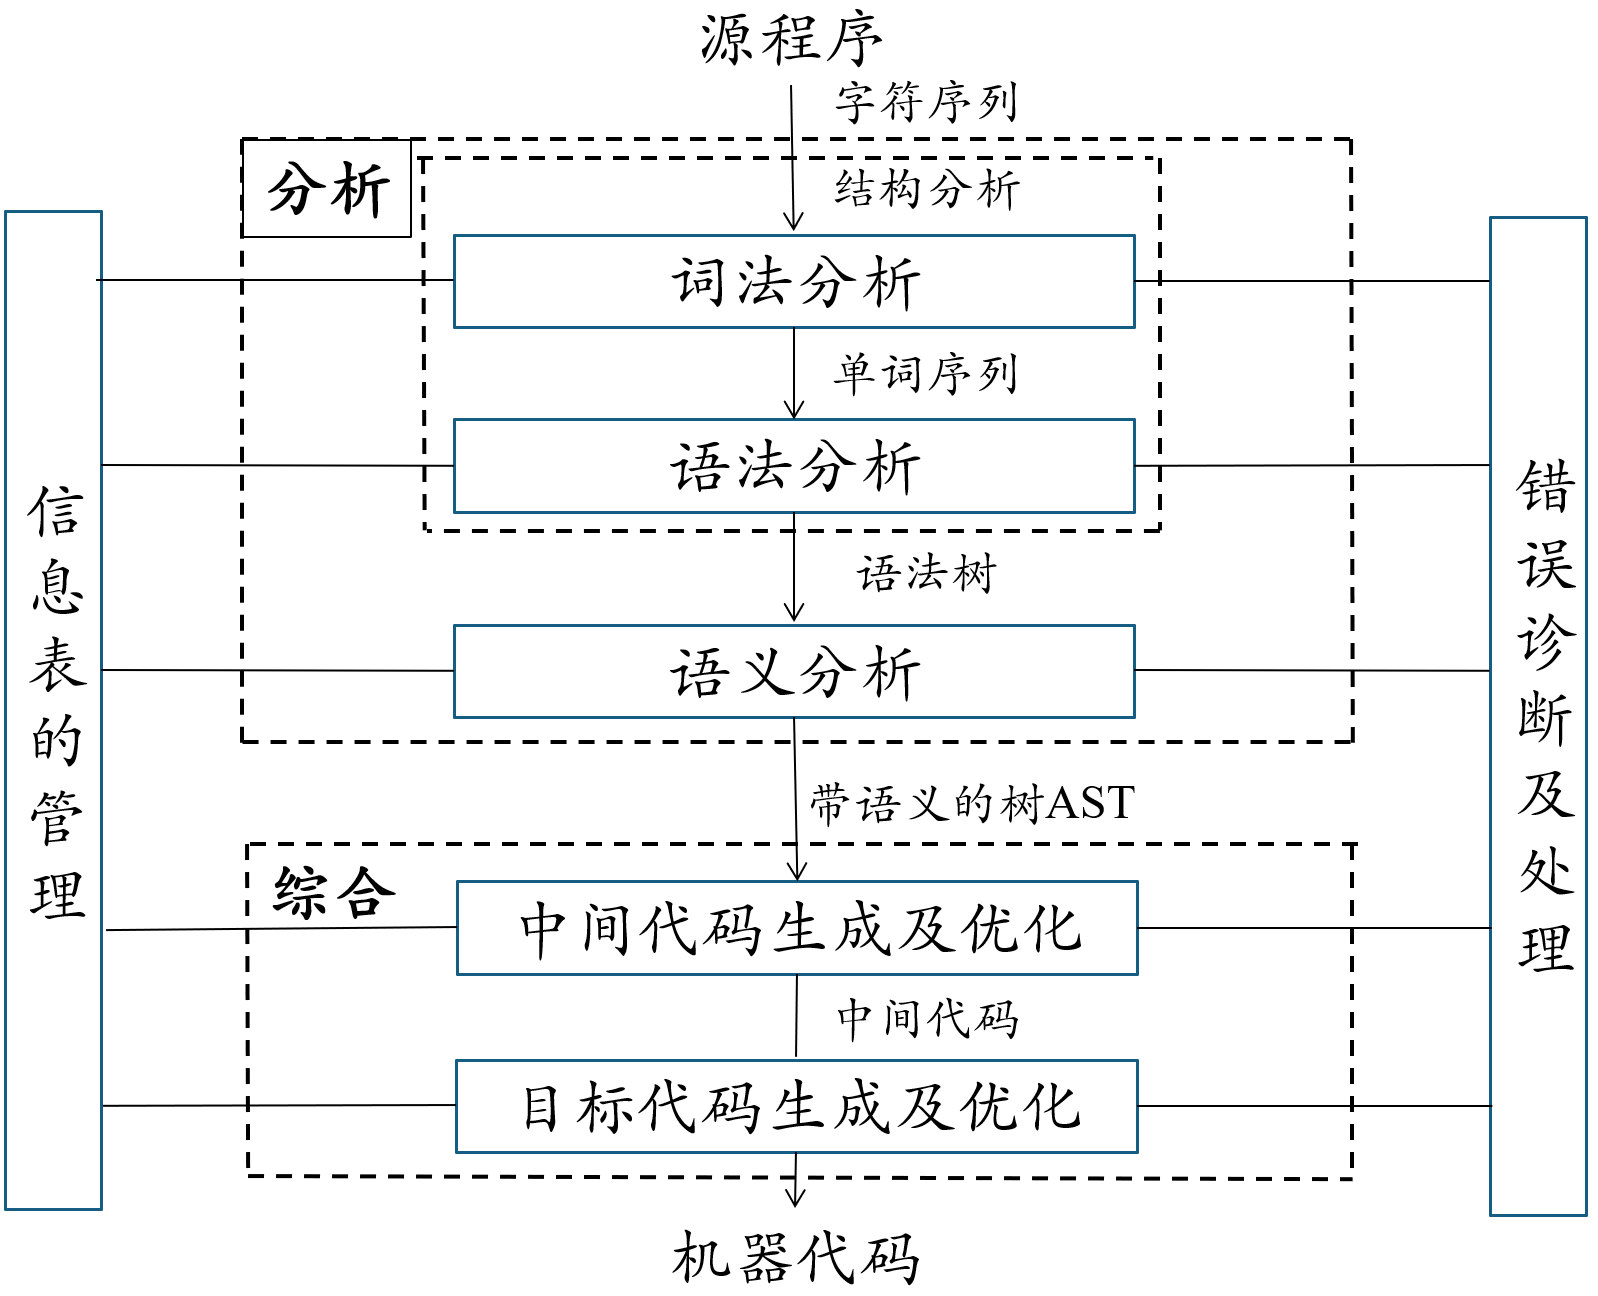 源程序
字符序列
分析
结构分析
词法分析
单词序列
语法分析
语法树
语义分析
带语义的树AST
综合
中间代码生成及优化
中间代码
目标代码生成及优化
机器代码
信息表的管理
错误诊断及处理